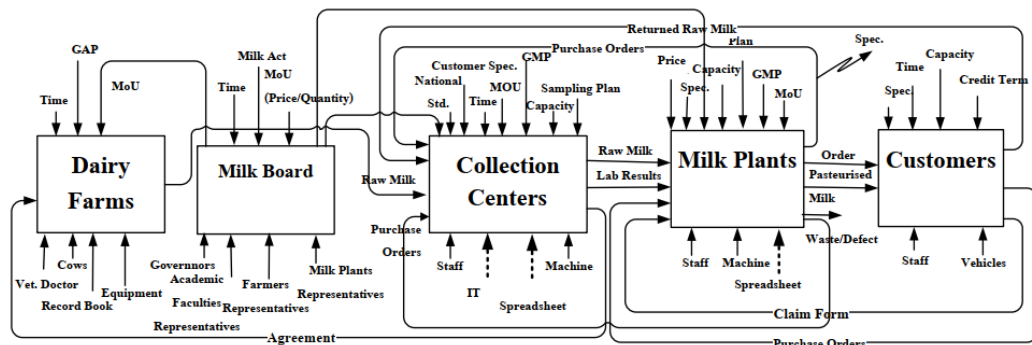 Returned Raw Milk
Purchase Orders
Plan
Spec.
GAP
MoU
Time
Milk Act
MoU
(Price/Quantity)
Time
Customer Spec.
National
Std.
Time
MOU
GMP
Capacity
Sampling Plan
Price
Spec.
Capacity
GMP
MoU
Spec.
Time
Capacity
Credit Term
Dairy
Farms
Milk Board
Collection
Centers
Milk Plants
Customers
Raw Milk
Raw Milk
Lab Results
Order
Pasteurised
Milk
Waste/Defect
Purchase
Orders
Vet. Doctor
Cows
Record Book
Equipment
Governnors
Academic
Faculties
Representatives
Farmers
Representatives
Milk Plants
Representatives
Staff
IT
Spreadsheet
Machine
Staff
Machine
Spreadsheet
Staff
Vehicles
Claim Form
Agreement
Purchase Orders